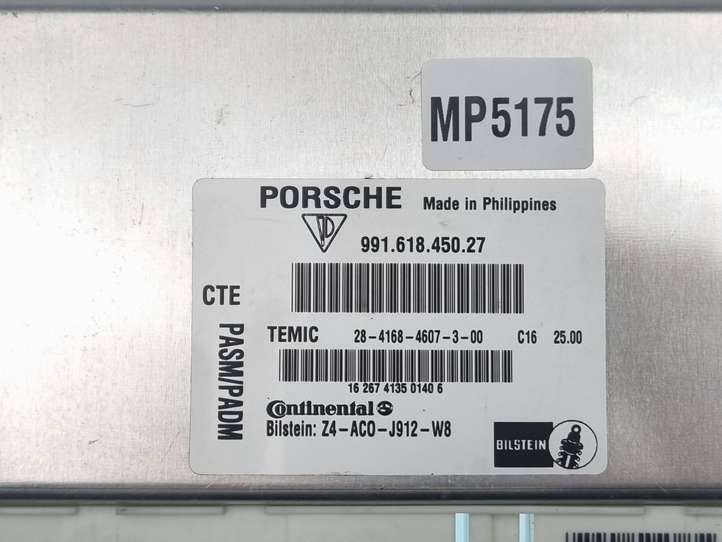 MP5175
PORSCHE Made in Philippines
991.618.450.27
CTE
PASM/PADM
TEMIC 28-4168-4607-3-00 C16 25.00
16 267 4135 0140 6
Continental
Bilstein: Z4-ACO-J912-W8
BILSTEIN